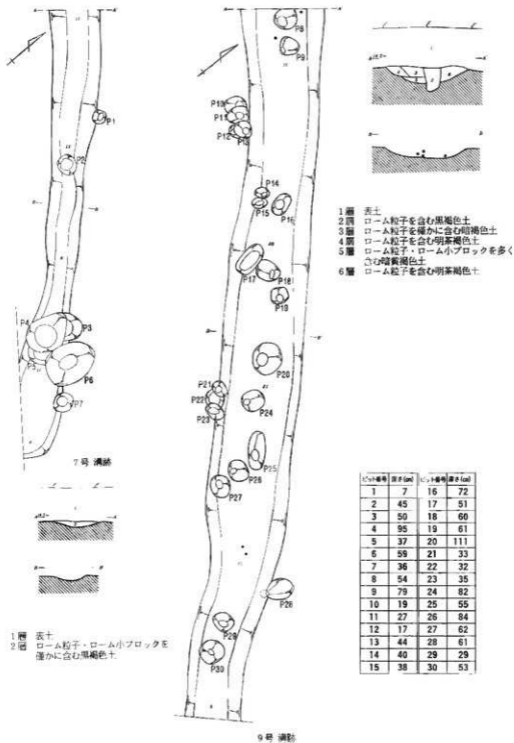 P1
P2
P3
P4
P5
P6
P7
7号 溝跡
1層 表土
2層 ローム粒子・ローム小ブロックを
僅かに含む黒褐色土
P8
P9
P10
P11
P12
P14
P15
P16
P17
P18
P19
P20
P21
P22
P23
P24
P25
P26
P27
P28
P29
P30
9号 溝跡
1層 表土
2層 ローム粒子を含む黒褐色土
3層 ローム粒子を僅かに含む暗褐色土
4層 ローム粒子を含む明茶褐色土
5層 ローム粒子・ローム小ブロックを多く
含む暗黄褐色土
6層 ローム粒子を含む明茶褐色土
ピット番号 深さ(cm) ピット番号 深さ(cm)
1 7 16 72
2 45 17 51
3 50 18 60
4 95 19 61
5 37 20 111
6 59 21 33
7 36 22 32
8 54 23 35
9 79 24 82
10 19 25 55
11 27 26 84
12 17 27 62
13 44 28 61
14 40 29 29
15 38 30 53